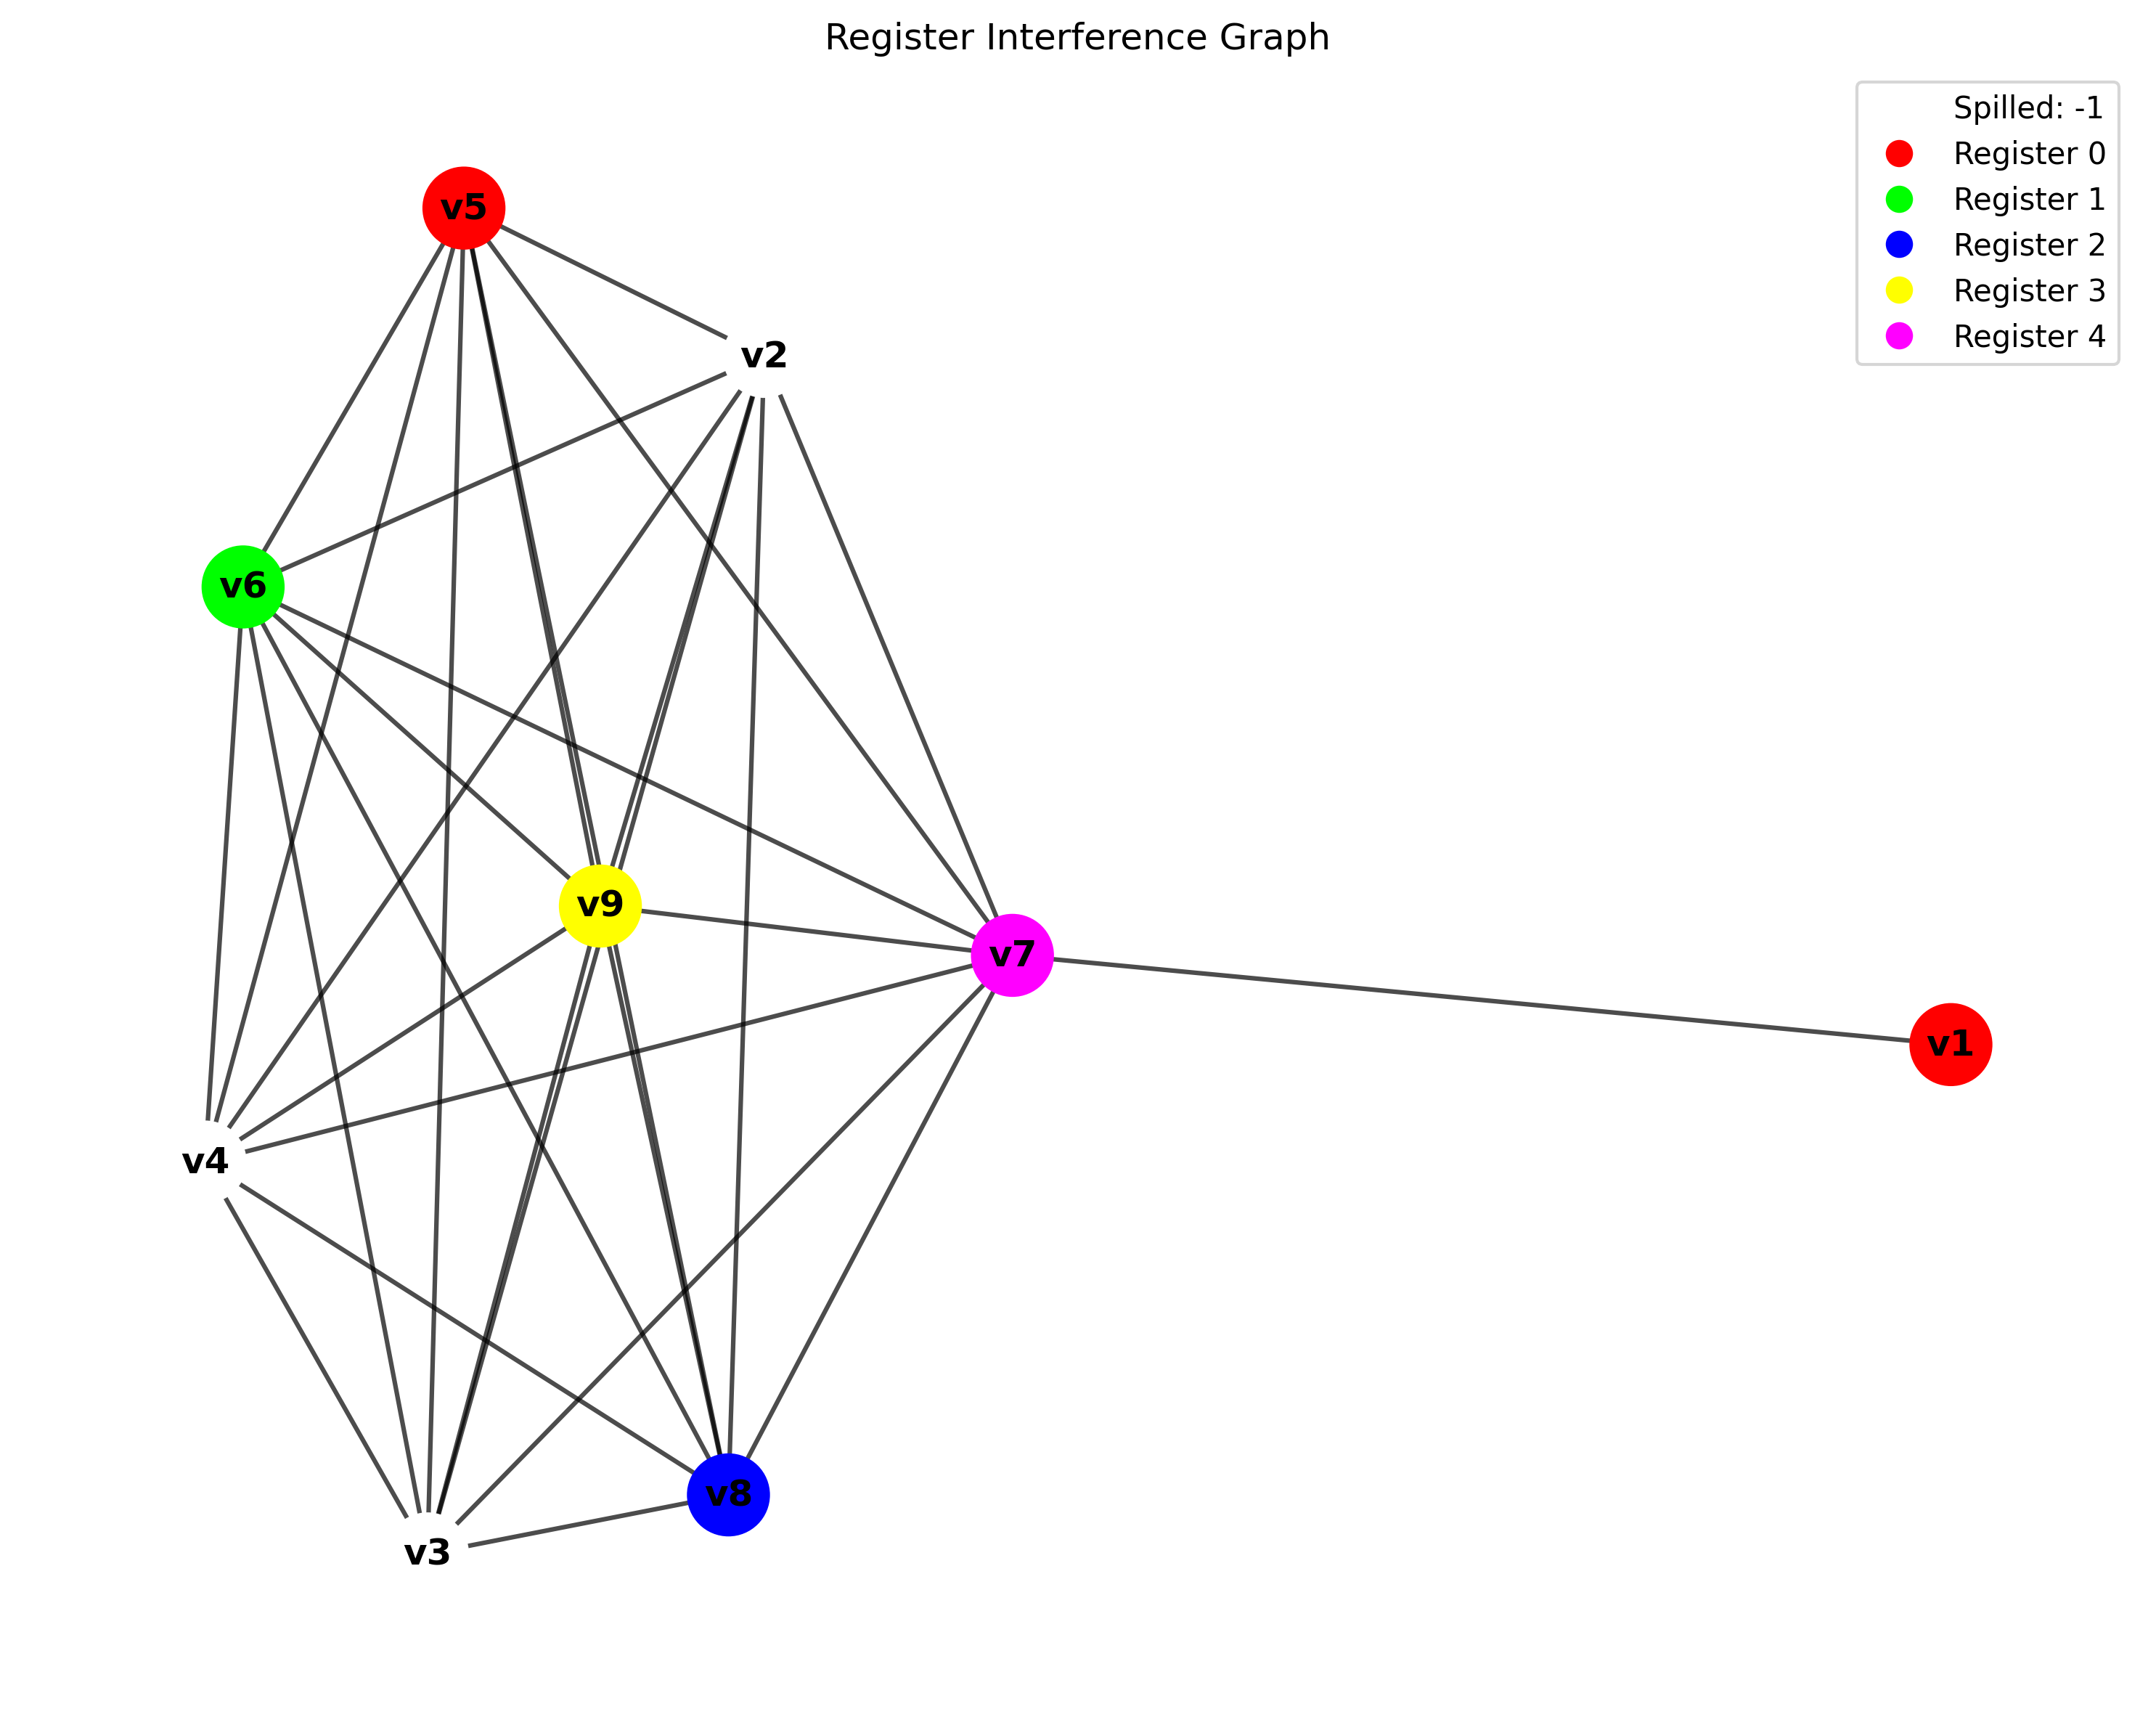 Register Interference Graph
Spilled: -1
Register 0
Register 1
Register 2
Register 3
Register 4
v5
v2
v6
v9
v7
v1
v4
v8
v3